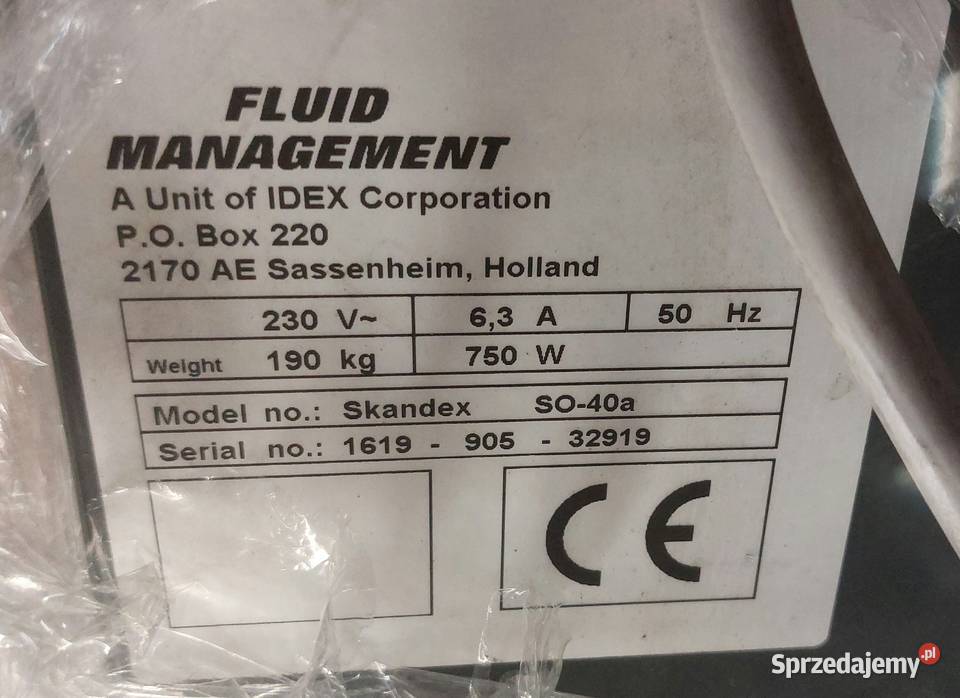 FLUID
MANAGEMENT
A Unit of IDEX Corporation
P.O. Box 220
2170 AE Sassenheim, Holland
230 V~ 6,3 A 50 Hz
Weight 190 kg 750 W
Model no.: Skandex SO-40a
Serial no.: 1619 - 905 - 32919
CE
Sprzedajemy.pl